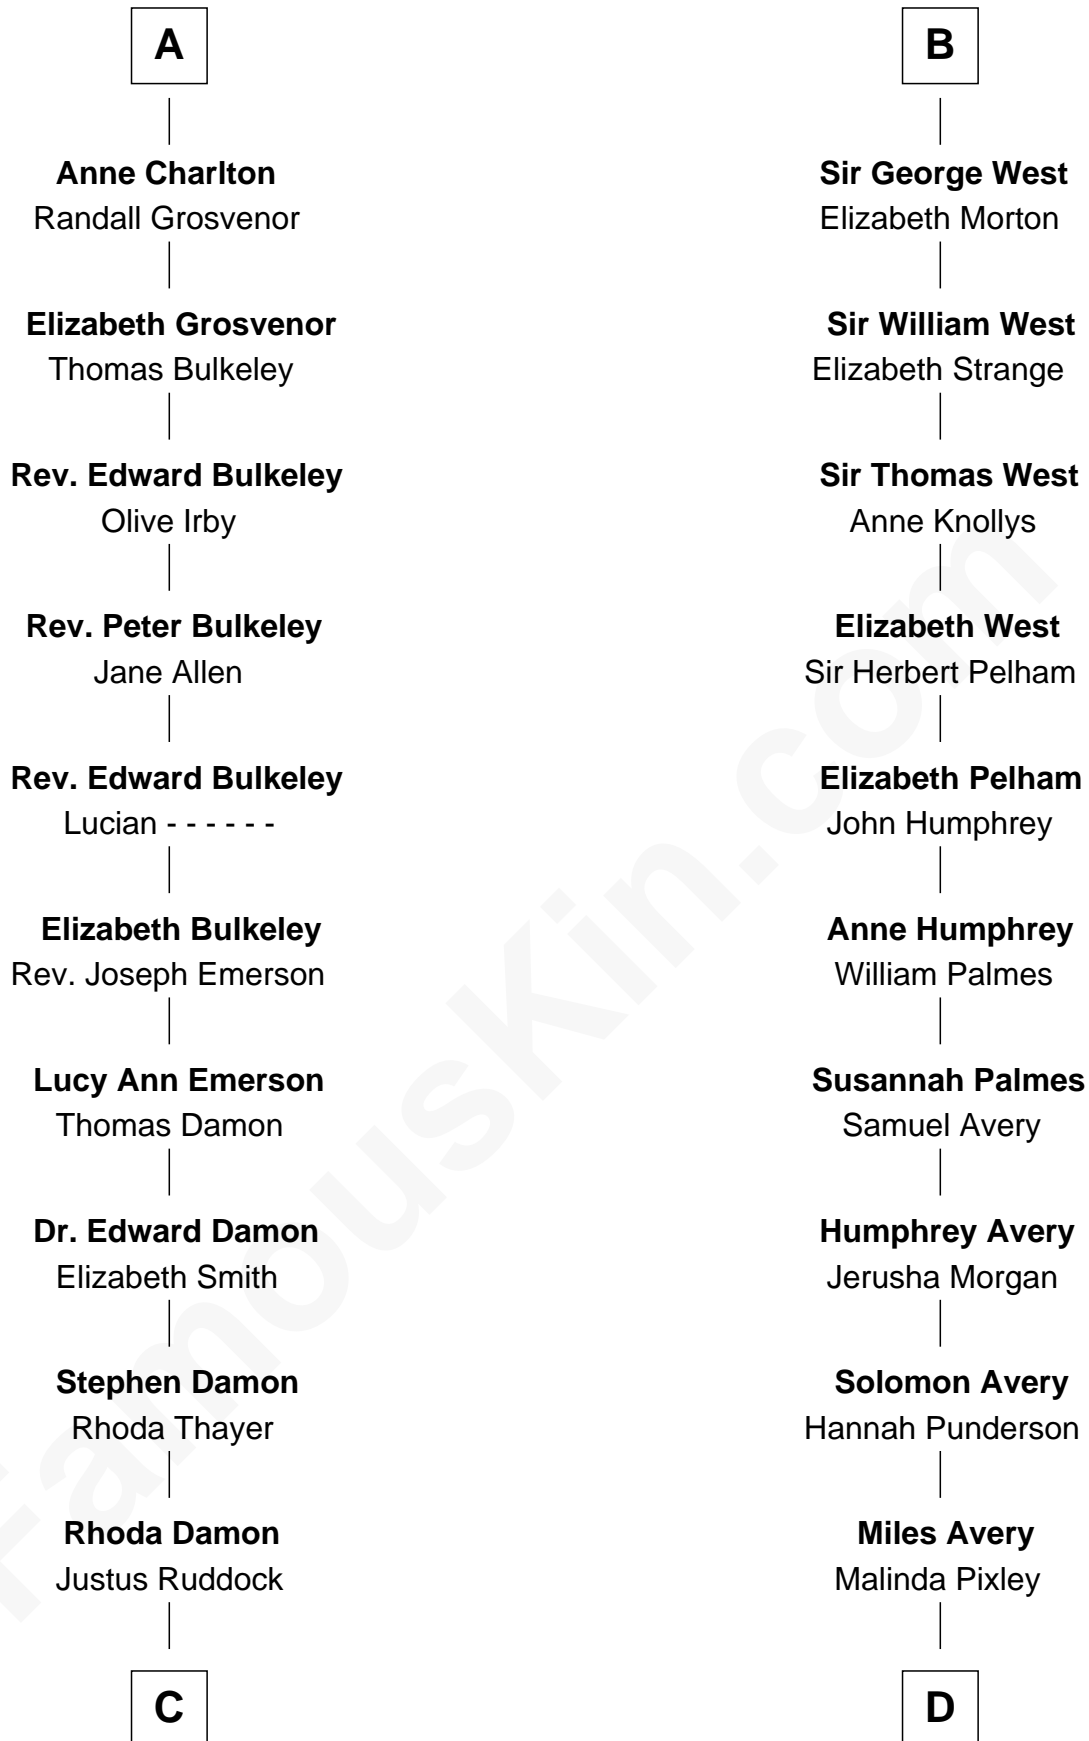 A
Anne Charlton
Randall Grosvenor
Elizabeth Grosvenor
Thomas Bulkeley
Rev. Edward Bulkeley
Olive Irby
Rev. Peter Bulkeley
Jane Allen
Rev. Edward Bulkeley
Lucian - - - - - -
Elizabeth Bulkeley
Rev. Joseph Emerson
Lucy Ann Emerson
Thomas Damon
Dr. Edward Damon
Elizabeth Smith
Stephen Damon
Rhoda Thayer
Rhoda Damon
Justus Ruddock
C
B
Sir George West
Elizabeth Morton
Sir William West
Elizabeth Strange
Sir Thomas West
Anne Knollys
Elizabeth West
Sir Herbert Pelham
Elizabeth Pelham
John Humphrey
Anne Humphrey
William Palmes
Susannah Palmes
Samuel Avery
Humphrey Avery
Jerusha Morgan
Solomon Avery
Hannah Punderson
Miles Avery
Malinda Pixley
D
FamousKin.com